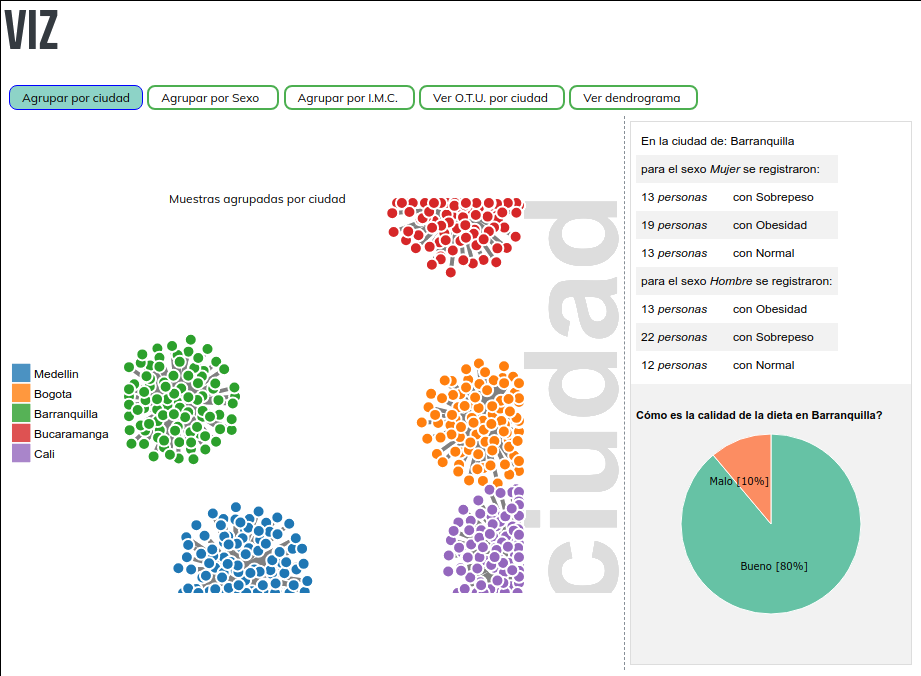 VIZ
Agrupar por ciudad
Agrupar por Sexo
Agrupar por I.M.C.
Ver O.T.U. por ciudad
Ver dendrograma
Muestras agrupadas por ciudad
ciudad
Medellin
Bogota
Barranquilla
Bucaramanga
Cali
En la ciudad de: Barranquilla
para el sexo Mujer se registraron:
13 personas con Sobrepeso
19 personas con Obesidad
13 personas con Normal
para el sexo Hombre se registraron:
13 personas con Obesidad
22 personas con Sobrepeso
12 personas con Normal
Cómo es la calidad de la dieta en Barranquilla?
Malo [10%]
Bueno [80%]